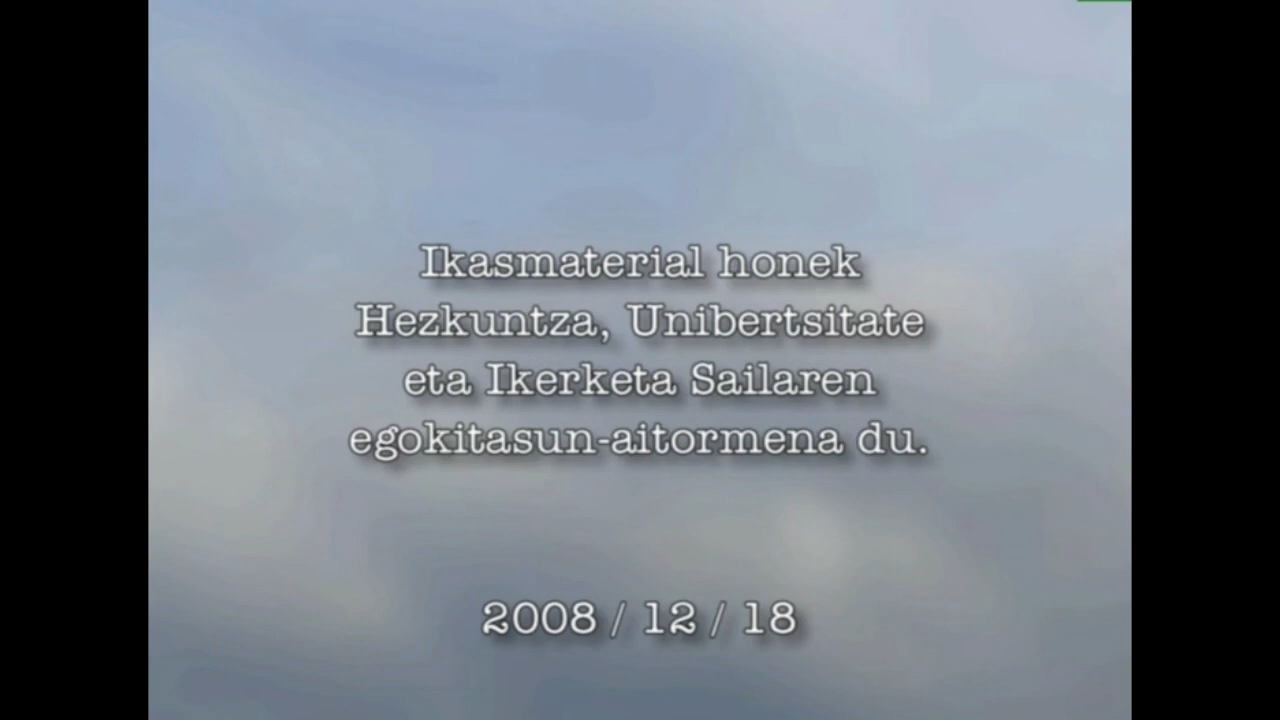 Ikasmaterial honek
Hezkuntza, Unibertsitate
eta Ikerketa Sailaren
egokitasun-aitormena du.
2008 / 12 / 18